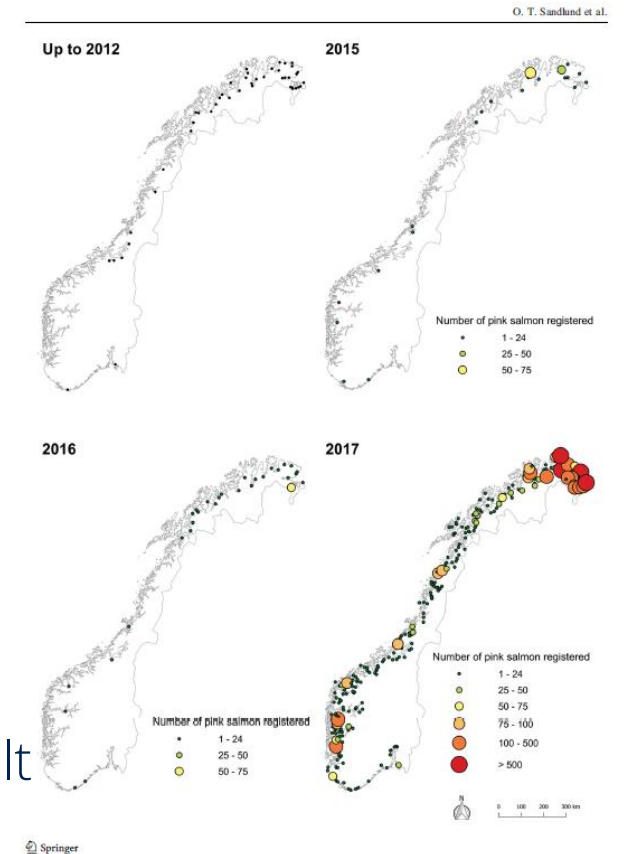 O. T. Sandlund et al.
Up to 2012
2015
Number of pink salmon registered
1 - 24
25 - 50
50 - 75
2016
Number of pink salmon registered
1 - 24
25 - 50
50 - 75
2017
Number of pink salmon registered
1 - 24
25 - 50
50 - 75
75 - 100
100 - 500
> 500
N
0 100 200 300 km
lt
Springer